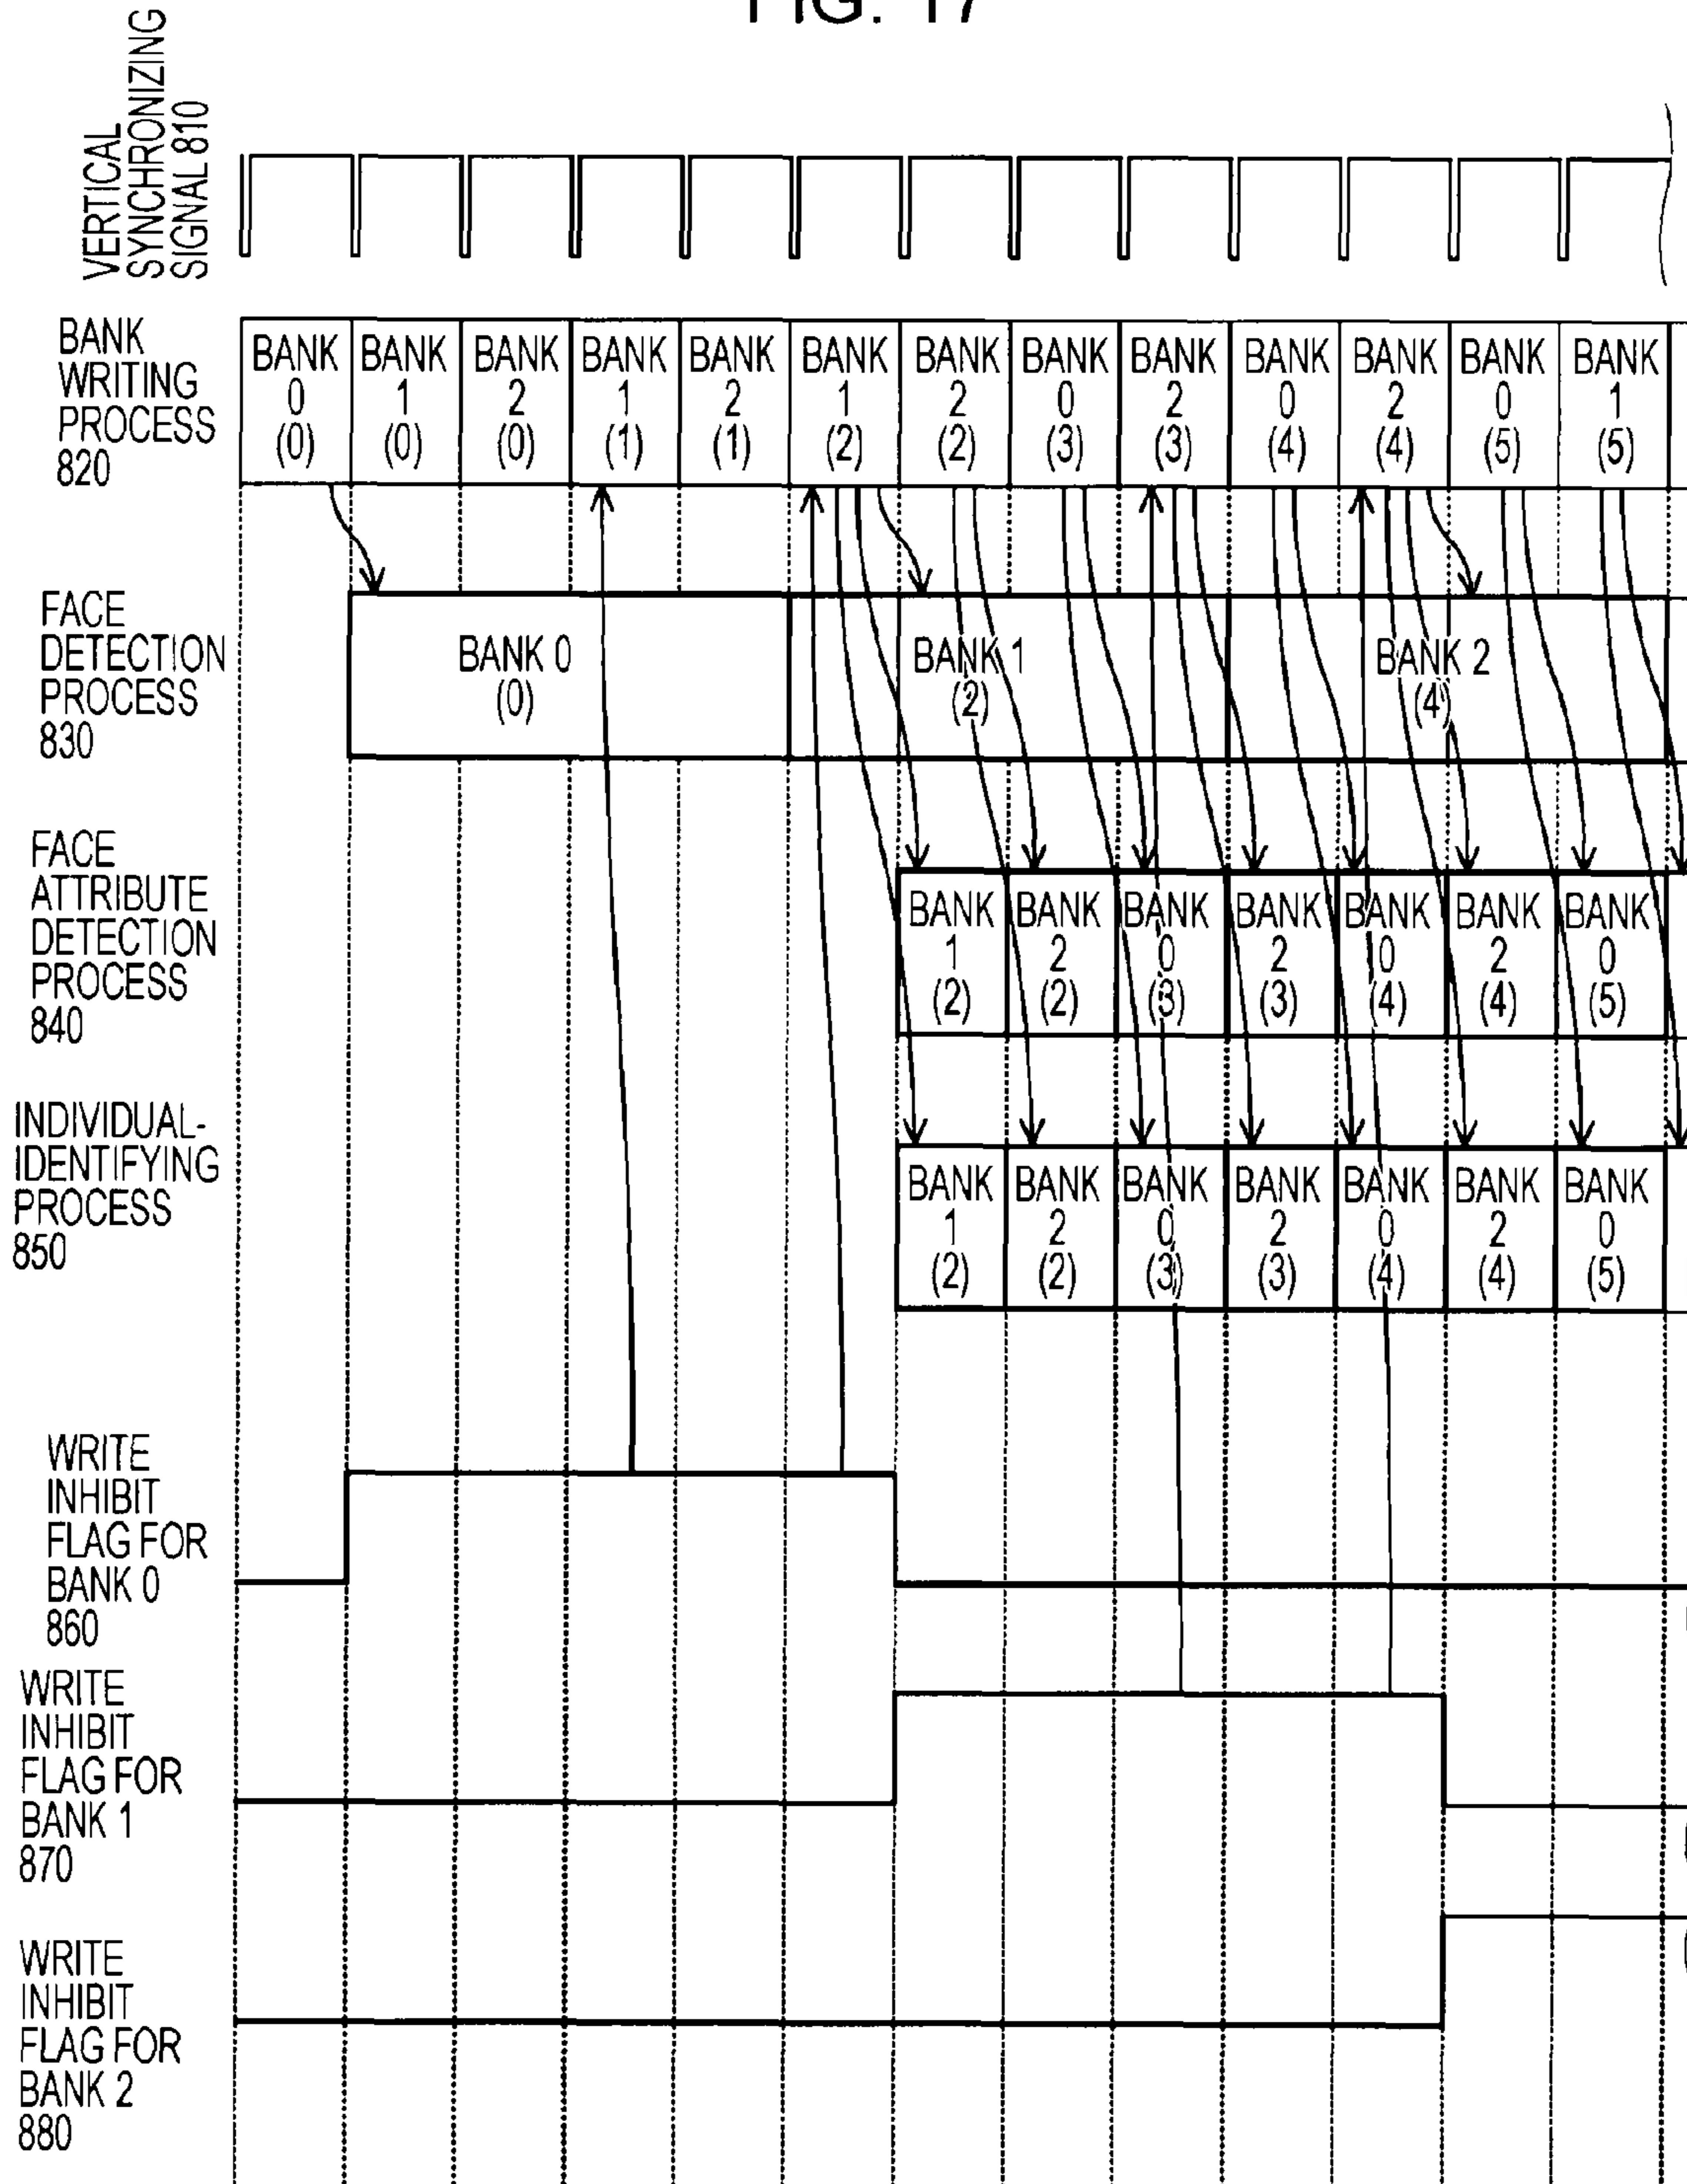 FIG. 17
VERTICAL
SYNCHRONIZING
SIGNAL 810
BANK
WRITING
PROCESS
820
BANK 0 (0)
BANK 1 (0)
BANK 2 (0)
BANK 1 (1)
BANK 2 (1)
BANK 1 (2)
BANK 2 (2)
BANK 0 (3)
BANK 2 (3)
BANK 0 (4)
BANK 2 (4)
BANK 0 (5)
BANK 1 (5)
FACE
DETECTION
PROCESS
830
BANK 0
(0)
BANK 1
(2)
BANK 2
(4)
FACE
ATTRIBUTE
DETECTION
PROCESS
840
BANK 1 (2)
BANK 2 (2)
BANK 0 (3)
BANK 2 (3)
BANK 0 (4)
BANK 2 (4)
BANK 0 (5)
INDIVIDUAL-
IDENTIFYING
PROCESS
850
BANK 1 (2)
BANK 2 (2)
BANK 0 (3)
BANK 2 (3)
BANK 0 (4)
BANK 2 (4)
BANK 0 (5)
WRITE
INHIBIT
FLAG FOR
BANK 0
860
WRITE
INHIBIT
FLAG FOR
BANK 1
870
WRITE
INHIBIT
FLAG FOR
BANK 2
880